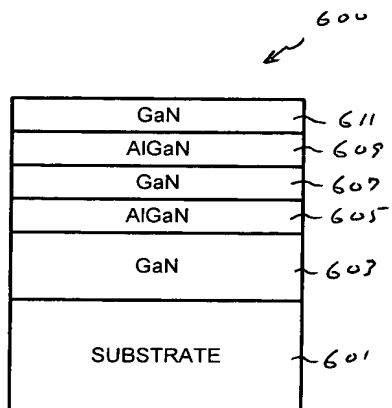 600
GaN 611
AlGaN 609
GaN 607
AlGaN 605
GaN 603
SUBSTRATE 601